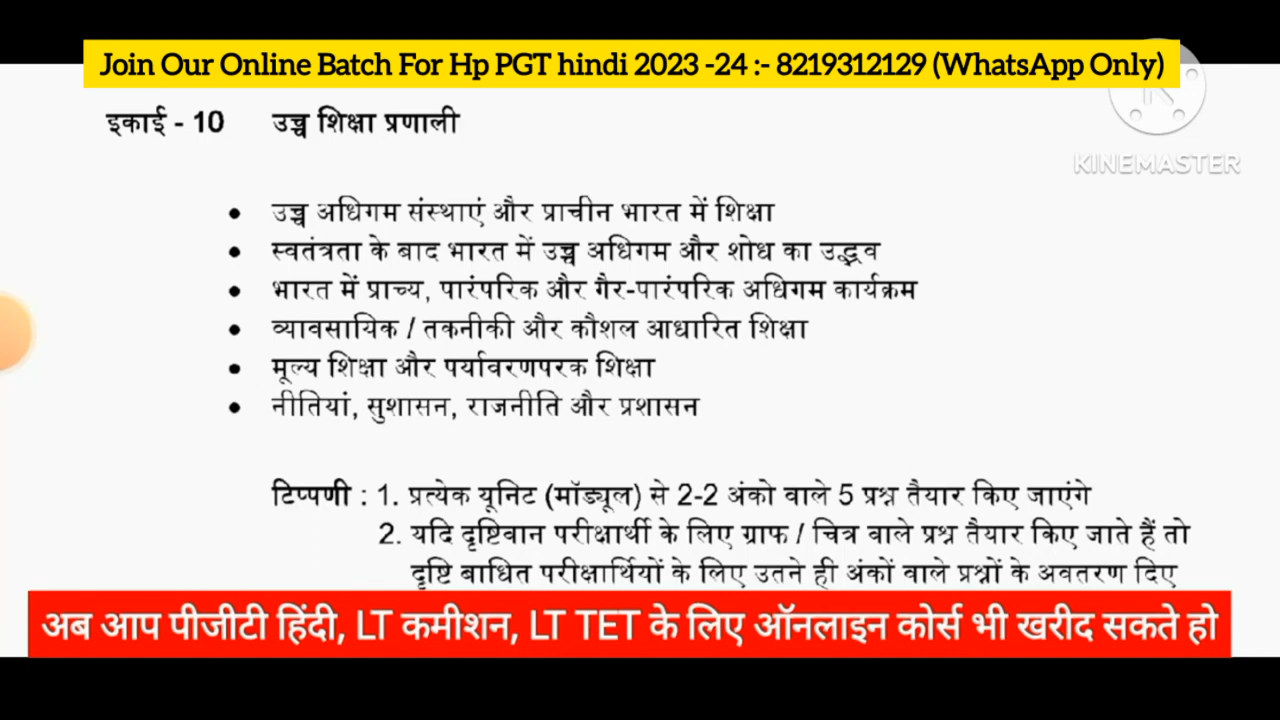 Join Our Online Batch For Hp PGT hindi 2023 -24 :- 8219312129 (WhatsApp Only)
इकाई - 10 उच्च शिक्षा प्रणाली
KINEMASTER
• उच्च अधिगम संस्थाएं और प्राचीन भारत में शिक्षा
• स्वतंत्रता के बाद भारत में उच्च अधिगम और शोध का उद्भव
• भारत में प्राच्य, पारंपरिक और गैर-पारंपरिक अधिगम कार्यक्रम
• व्यावसायिक / तकनीकी और कौशल आधारित शिक्षा
• मूल्य शिक्षा और पर्यावरणपरक शिक्षा
• नीतियां, सुशासन, राजनीति और प्रशासन
टिप्पणी : 1. प्रत्येक यूनिट (मॉड्यूल) से 2-2 अंको वाले 5 प्रश्न तैयार किए जाएंगे
2. यदि दृष्टिवान परीक्षार्थी के लिए ग्राफ / चित्र वाले प्रश्न तैयार किए जाते हैं तो
दृष्टि बाधित परीक्षार्थियों के लिए उतने ही अंकों वाले प्रश्नों के अवतरण दिए
अब आप पीजीटी हिंदी, LT कमीशन, LT TET के लिए ऑनलाइन कोर्स भी खरीद सकते हो